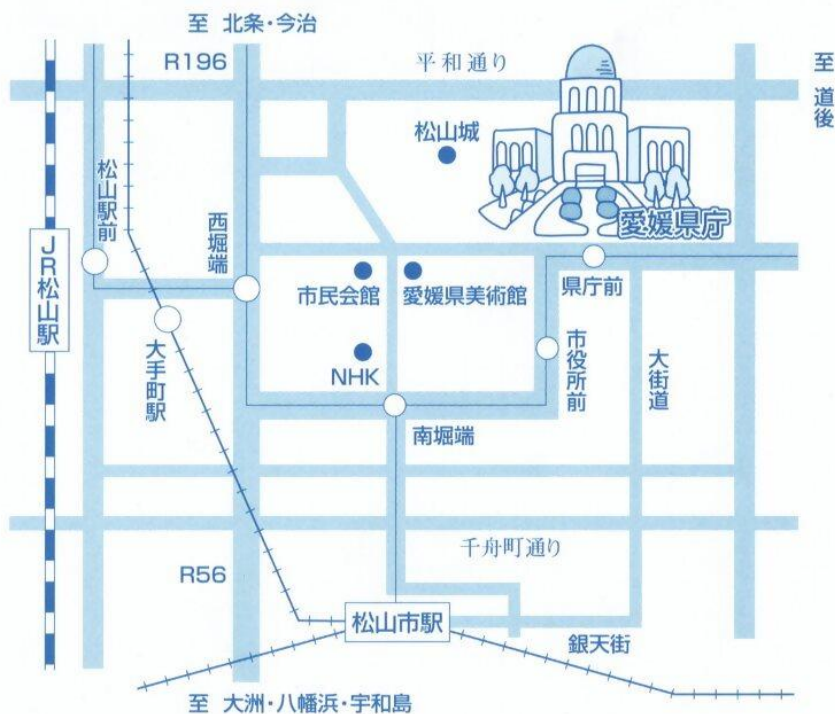 至 北条・今治
R196
平和通り
至 道後
松山城
松山駅前
西堀端
愛媛県庁
JR松山駅
市民会館
愛媛県美術館
県庁前
大手町駅
NHK
市役所前
大街道
南堀端
千舟町通り
R56
松山市駅
銀天街
至 大洲・八幡浜・宇和島